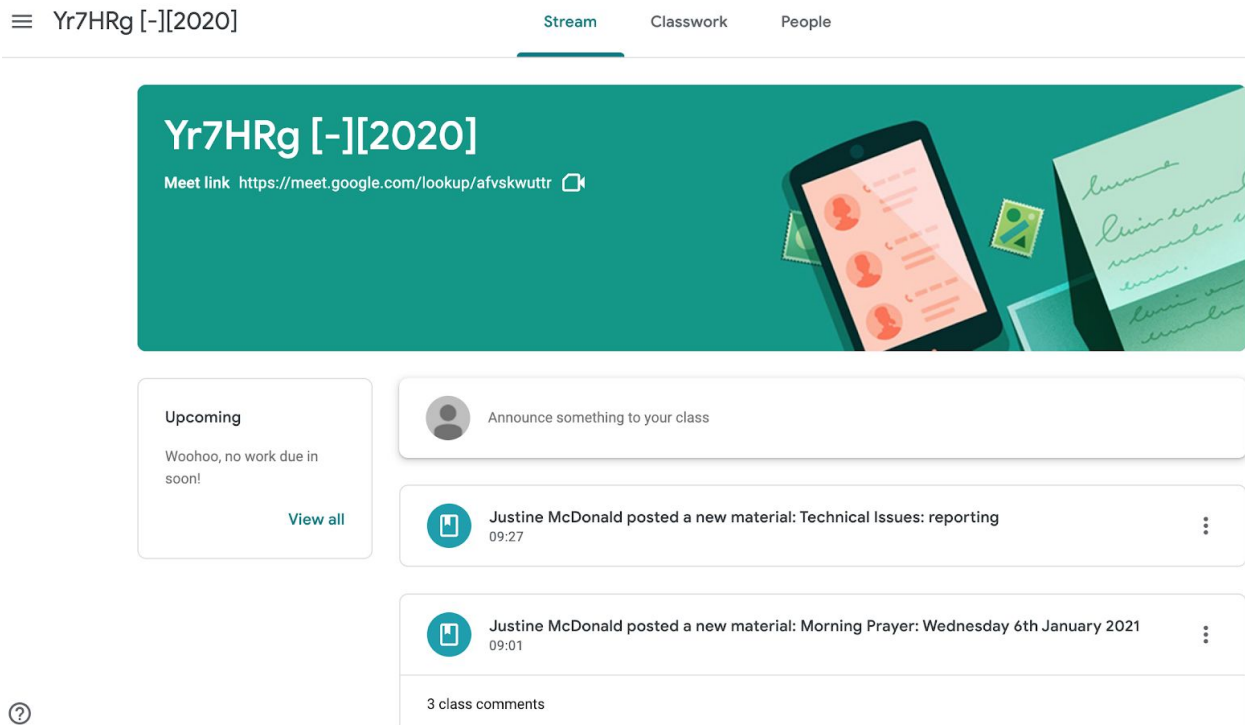 Yr7HRg [-][2020]
Stream Classwork People
Yr7HRg [-][2020]
Meet link https://meet.google.com/lookup/afvskwuttr
Upcoming
Woohoo, no work due in
soon!
View all
Announce something to your class
Justine McDonald posted a new material: Technical Issues: reporting
09:27
Justine McDonald posted a new material: Morning Prayer: Wednesday 6th January 2021
09:01
3 class comments